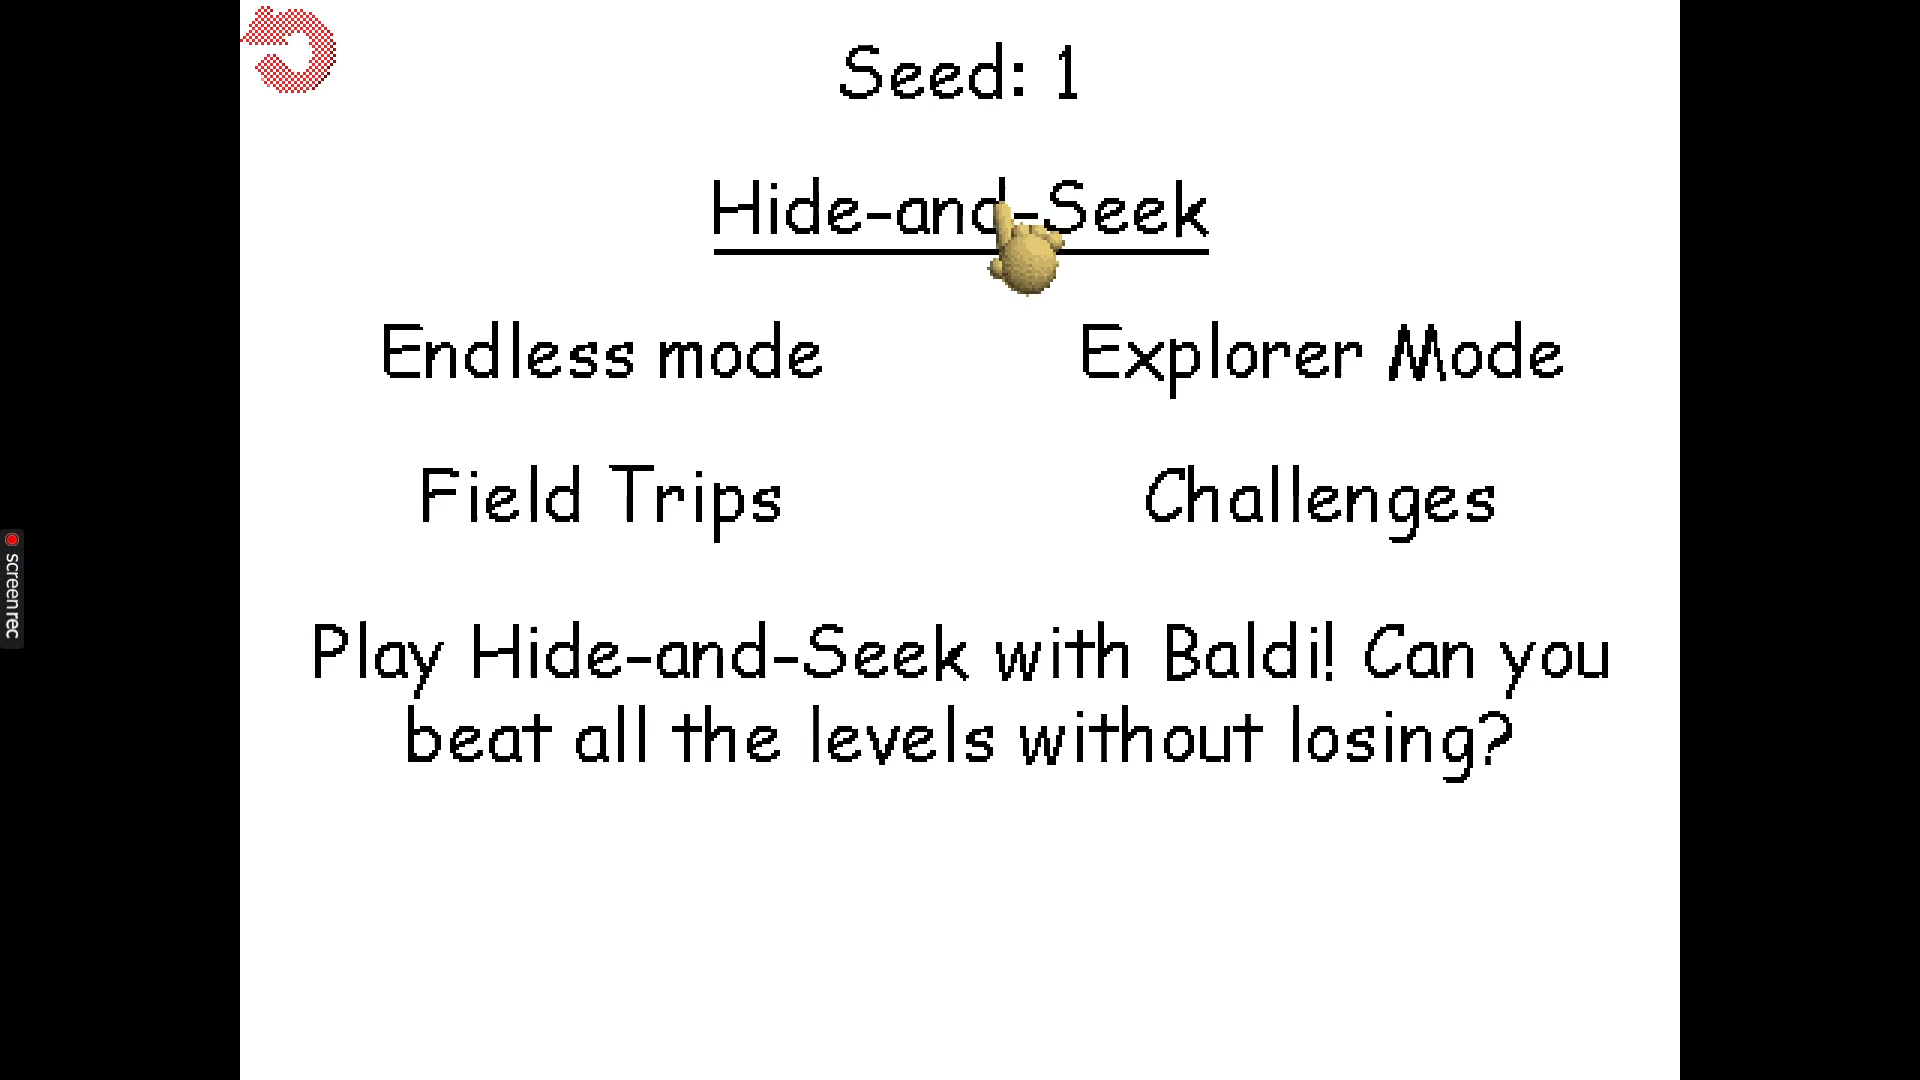 Seed: 1
Hide-and-Seek
Endless mode
Explorer Mode
Field Trips
Challenges
Play Hide-and-Seek with Baldi! Can you
beat all the levels without losing?
screenrec